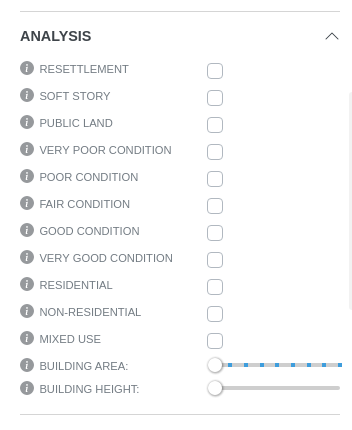 ANALYSIS
i RESETTLEMENT
i SOFT STORY
i PUBLIC LAND
i VERY POOR CONDITION
i POOR CONDITION
i FAIR CONDITION
i GOOD CONDITION
i VERY GOOD CONDITION
i RESIDENTIAL
i NON-RESIDENTIAL
i MIXED USE
i BUILDING AREA:
i BUILDING HEIGHT: